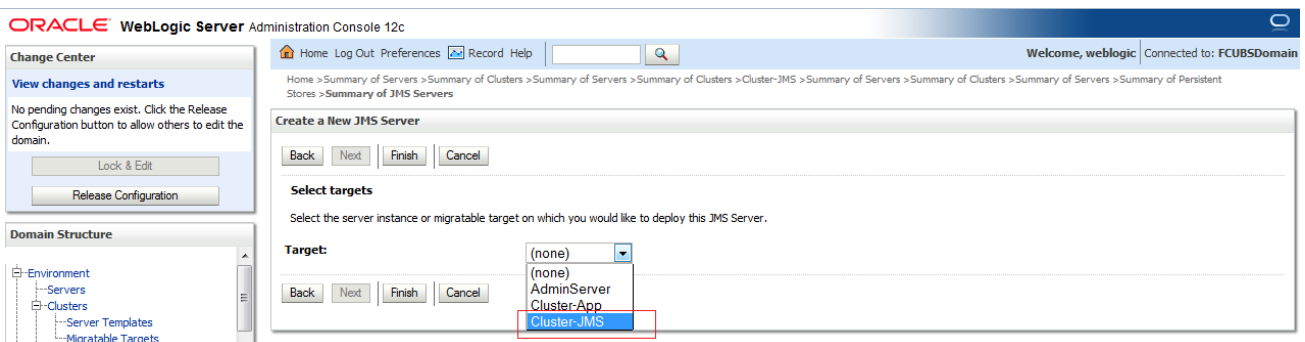 ORACLE WebLogic Server Administration Console 12c
Change Center
View changes and restarts
No pending changes exist. Click the Release
Configuration button to allow others to edit the
domain.
Lock & Edit
Release Configuration
Domain Structure
Environment
Servers
Clusters
Server Templates
Migratable Targets
Home Log Out Preferences Record Help
Welcome, weblogic Connected to: FCUBSDomain
Home >Summary of Servers >Summary of Clusters >Summary of Servers >Summary of Clusters >Cluster-JMS >Summary of Servers >Summary of Clusters >Summary of Servers >Summary of Persistent
Stores >Summary of JMS Servers
Create a New JMS Server
Back Next Finish Cancel
Select targets
Select the server instance or migratable target on which you would like to deploy this JMS Server.
Target: (none)
(none)
AdminServer
Cluster-App
Cluster-JMS
Back Next Finish Cancel